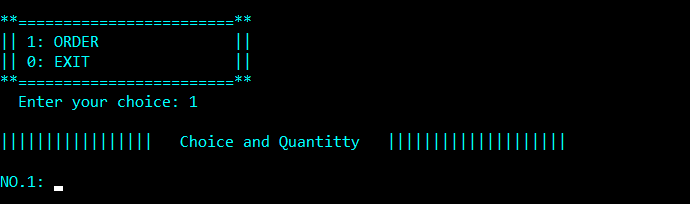 **========================**
|| 1: ORDER               ||
|| 0: EXIT                ||
**========================**
Enter your choice: 1
|||||||||||||||||   Choice and Quantitty   ||||||||||||||||||||
NO.1: